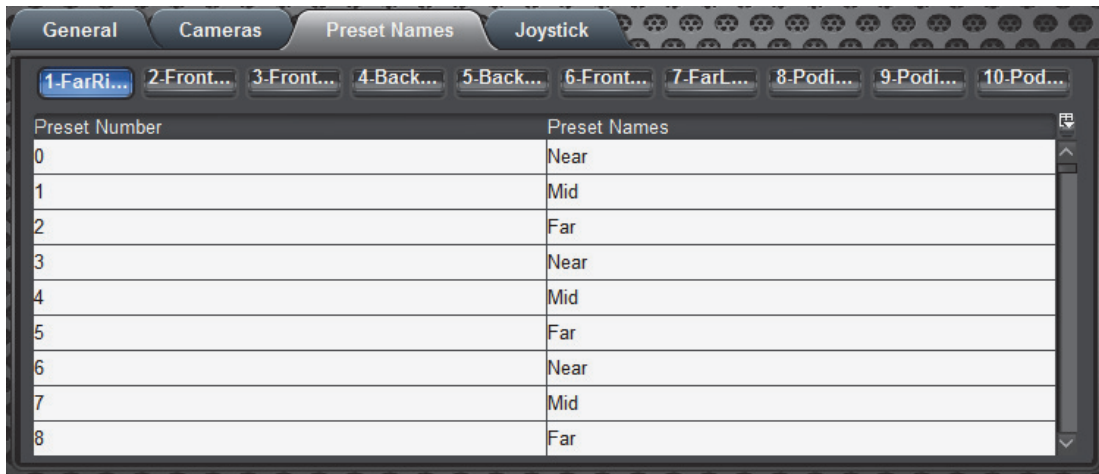 General Cameras Preset Names Joystick
1-FarRi... 2-Front... 3-Front... 4-Back... 5-Back... 6-Front... 7-FarL... 8-Podi... 9-Podi... 10-Pod...
Preset Number Preset Names
0 Near
1 Mid
2 Far
3 Near
4 Mid
5 Far
6 Near
7 Mid
8 Far